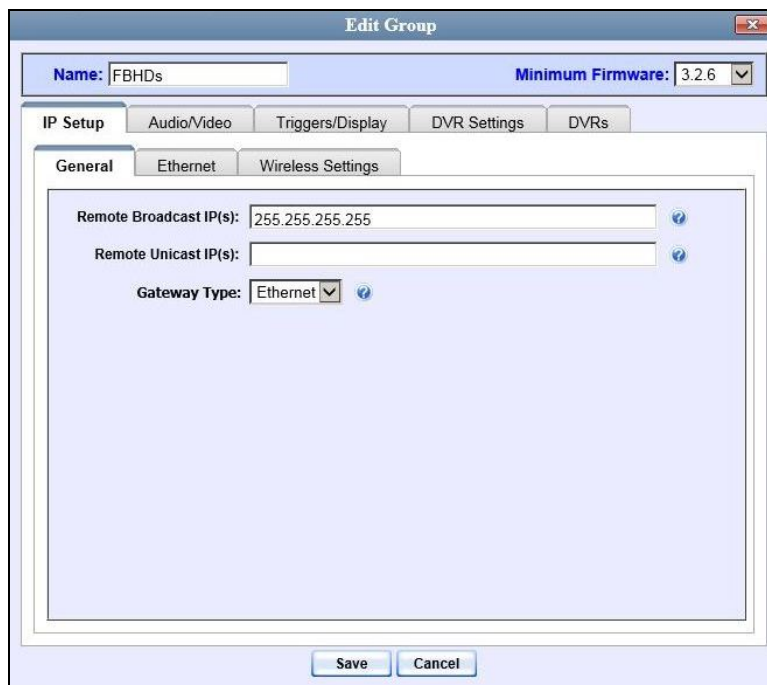 Edit Group
Name: FBHDs Minimum Firmware: 3.2.6
IP Setup Audio/Video Triggers/Display DVR Settings DVRs
General Ethernet Wireless Settings
Remote Broadcast IP(s): 255.255.255.255 ?
Remote Unicast IP(s): ?
Gateway Type: Ethernet ?
Save Cancel